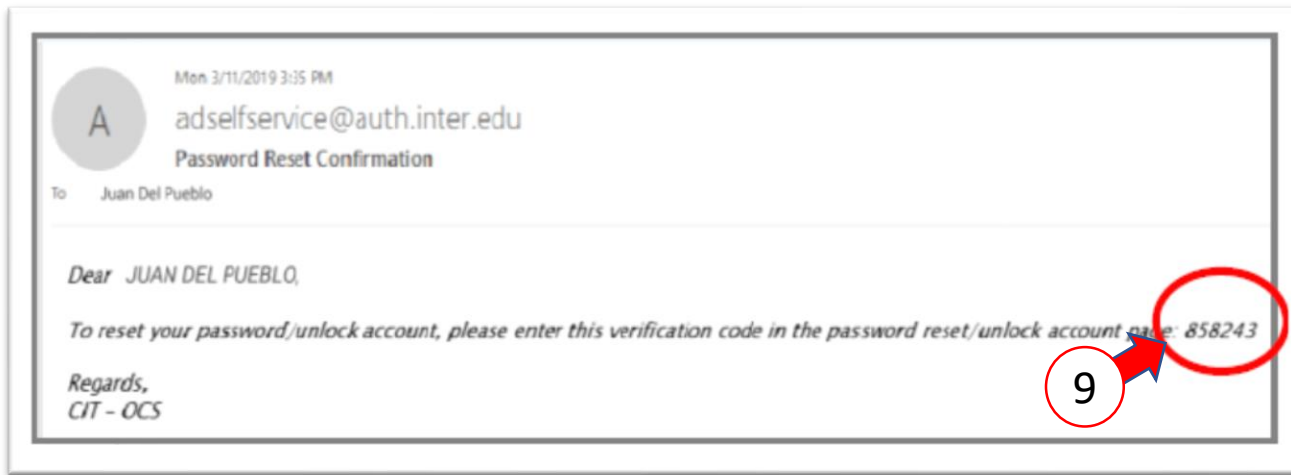 Mon 3/11/2019 3:35 PM
A
adselfservice@auth.inter.edu
Password Reset Confirmation
To Juan Del Pueblo
Dear JUAN DEL PUEBLO,
To reset your password/unlock account, please enter this verification code in the password reset/unlock account page: 858243
Regards,
CIT - OCS
9